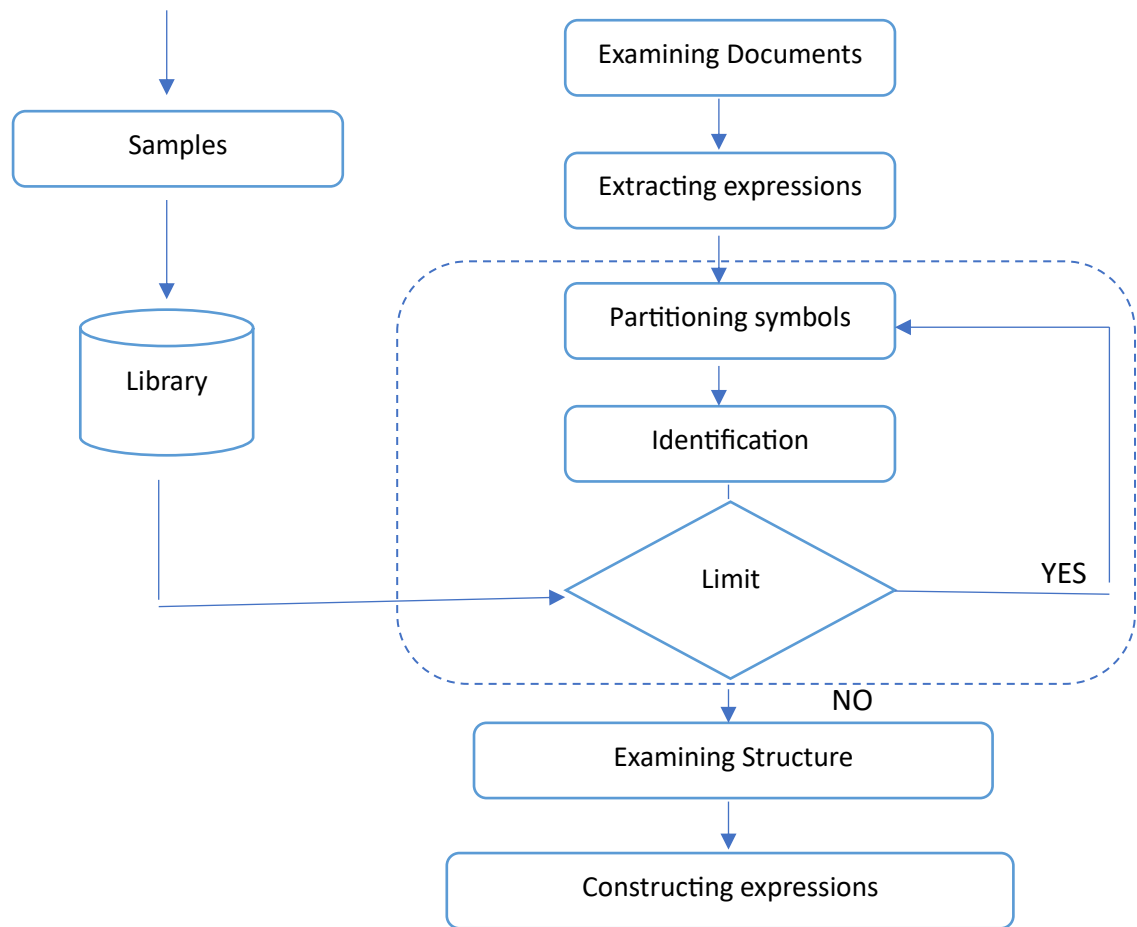 Examining Documents
Samples
Extracting expressions
Partitioning symbols
Library
Identification
Limit
YES
NO
Examining Structure
Constructing expressions